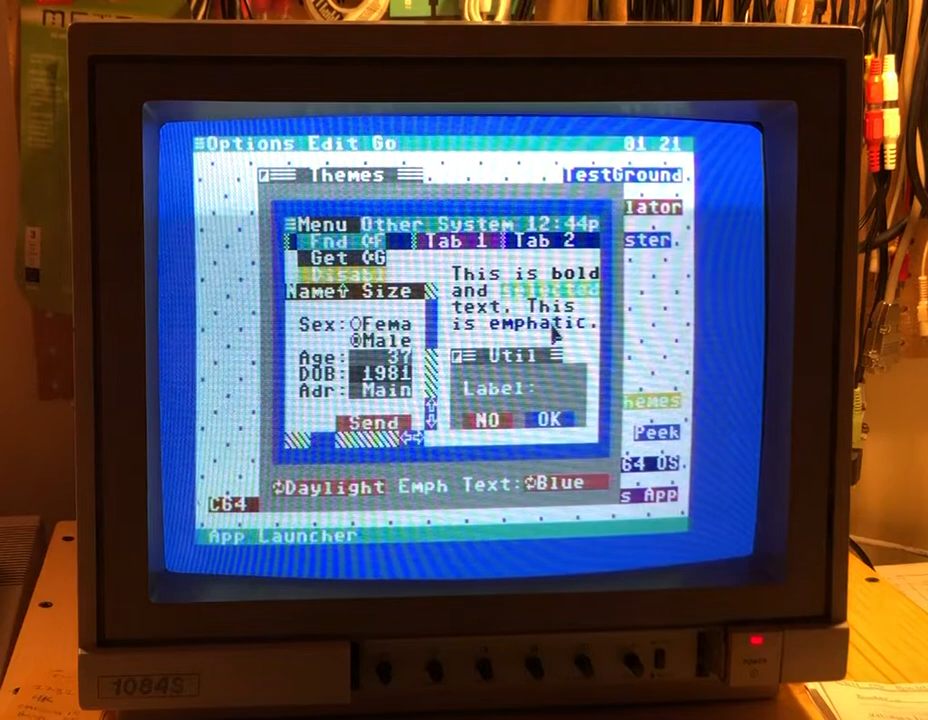 Options Edit Go 01 21
Themes
TestGround
lator
ster.
Menu Other System 12:44p
Fnd F Tab 1 Tab 2
Get G
Disabl
Name Size
This is bold
and
text. This
is emphatic.
Sex: Fema
Male
Age: 37
DOB: 1981
Adr: Main
Send
Util
Label:
NO OK
hemes
Peek
64 OS
s App
Daylight Emph Text: Blue
C64
App Launcher
1084S
POWER